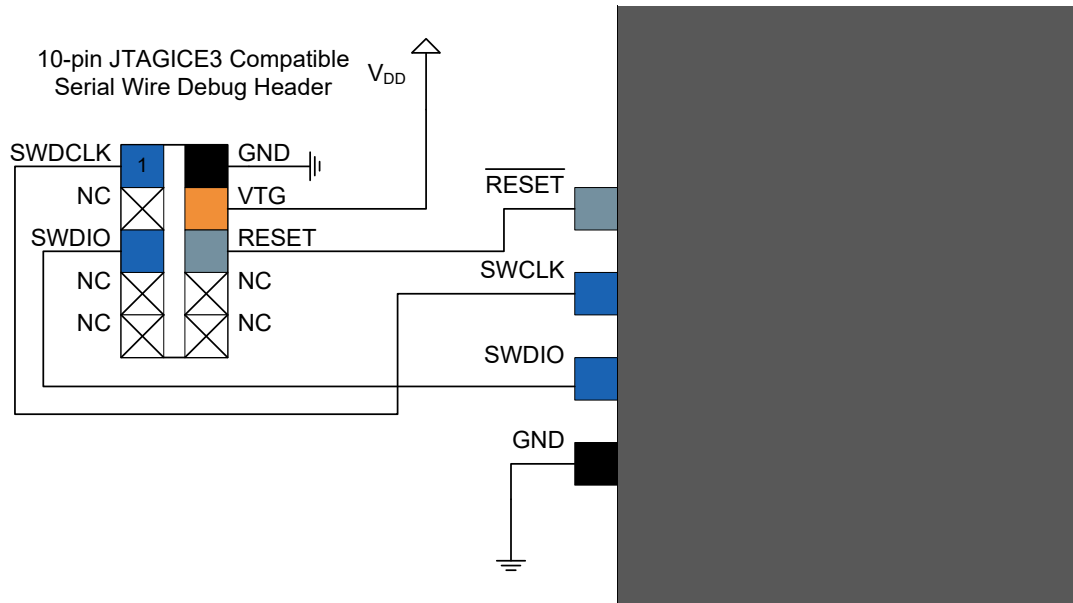 10-pin JTAGICE3 Compatible
Serial Wire Debug Header
VDD
SWDCLK
1
GND
NC
VTG
SWDIO
RESET
NC
NC
NC
NC
RESET
SWCLK
SWDIO
GND